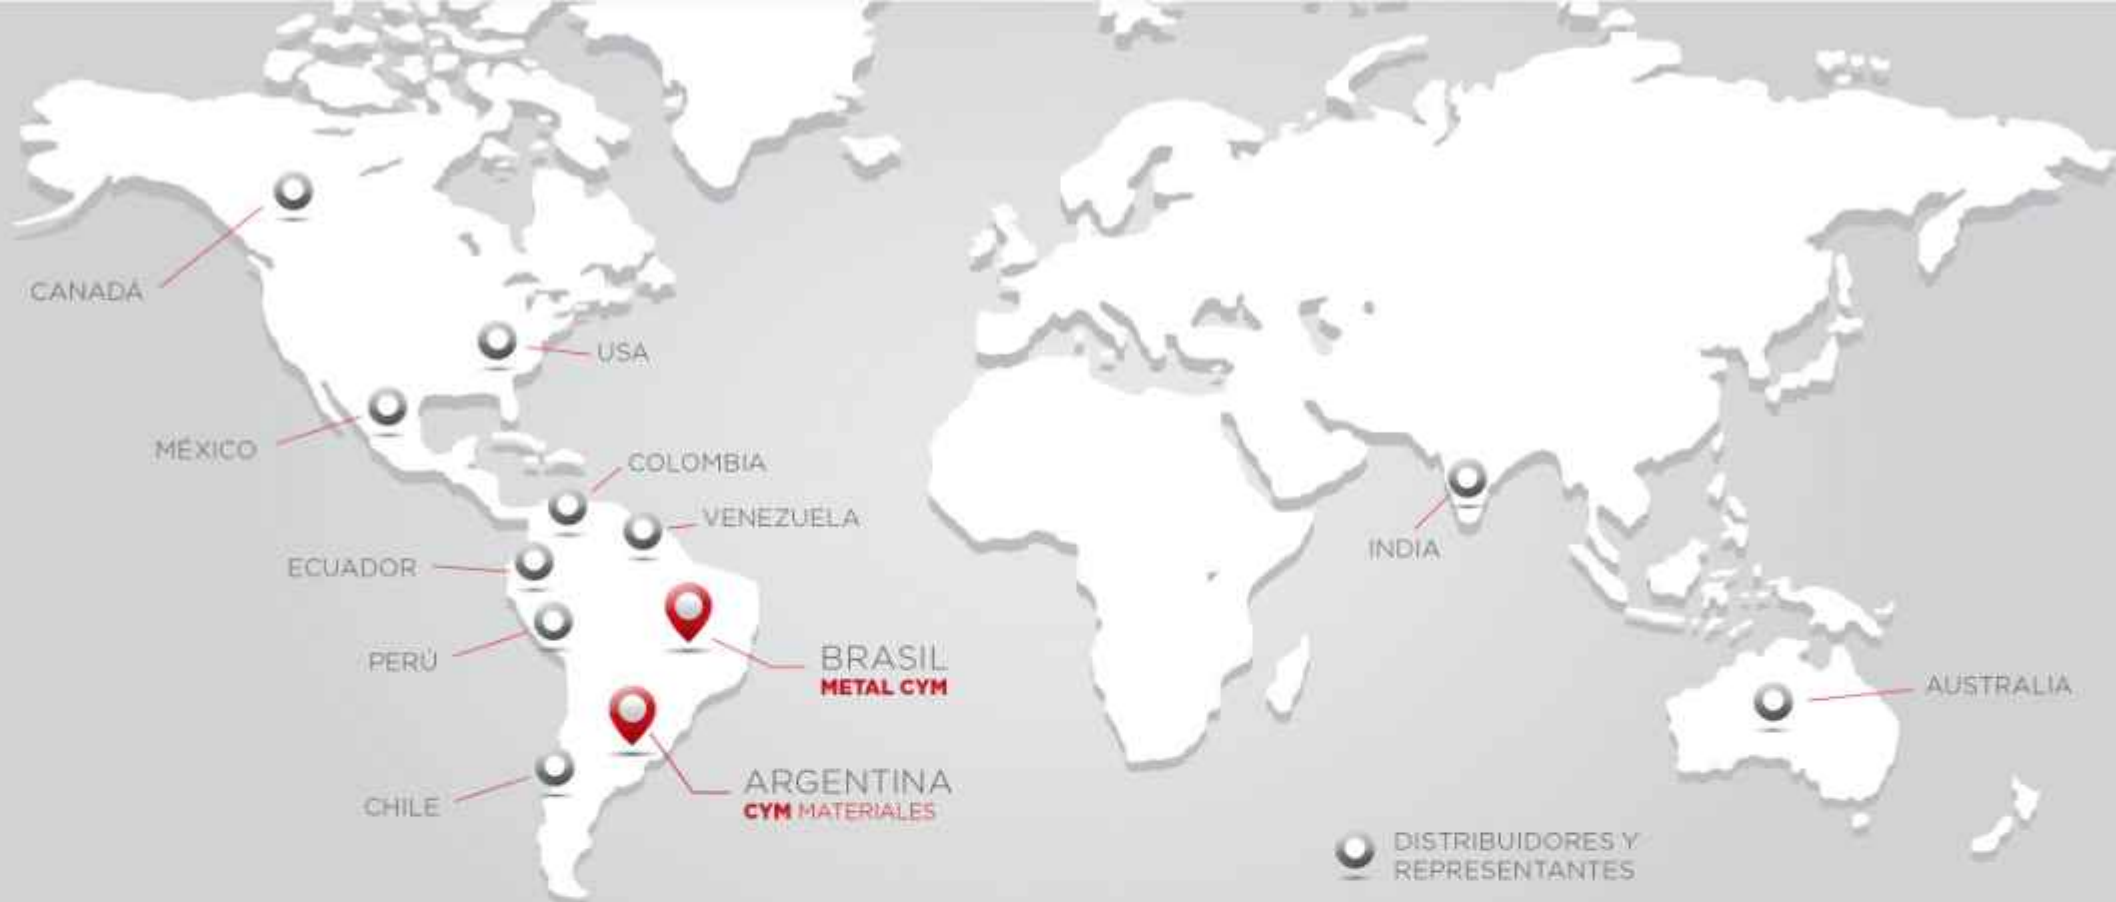 CANADÁ
USA
MÉXICO
COLOMBIA
VENEZUELA
ECUADOR
PERÚ
BRASIL
METAL CYM
ARGENTINA
CYM MATERIALES
CHILE
INDIA
AUSTRALIA
DISTRIBUIDORES Y
REPRESENTANTES